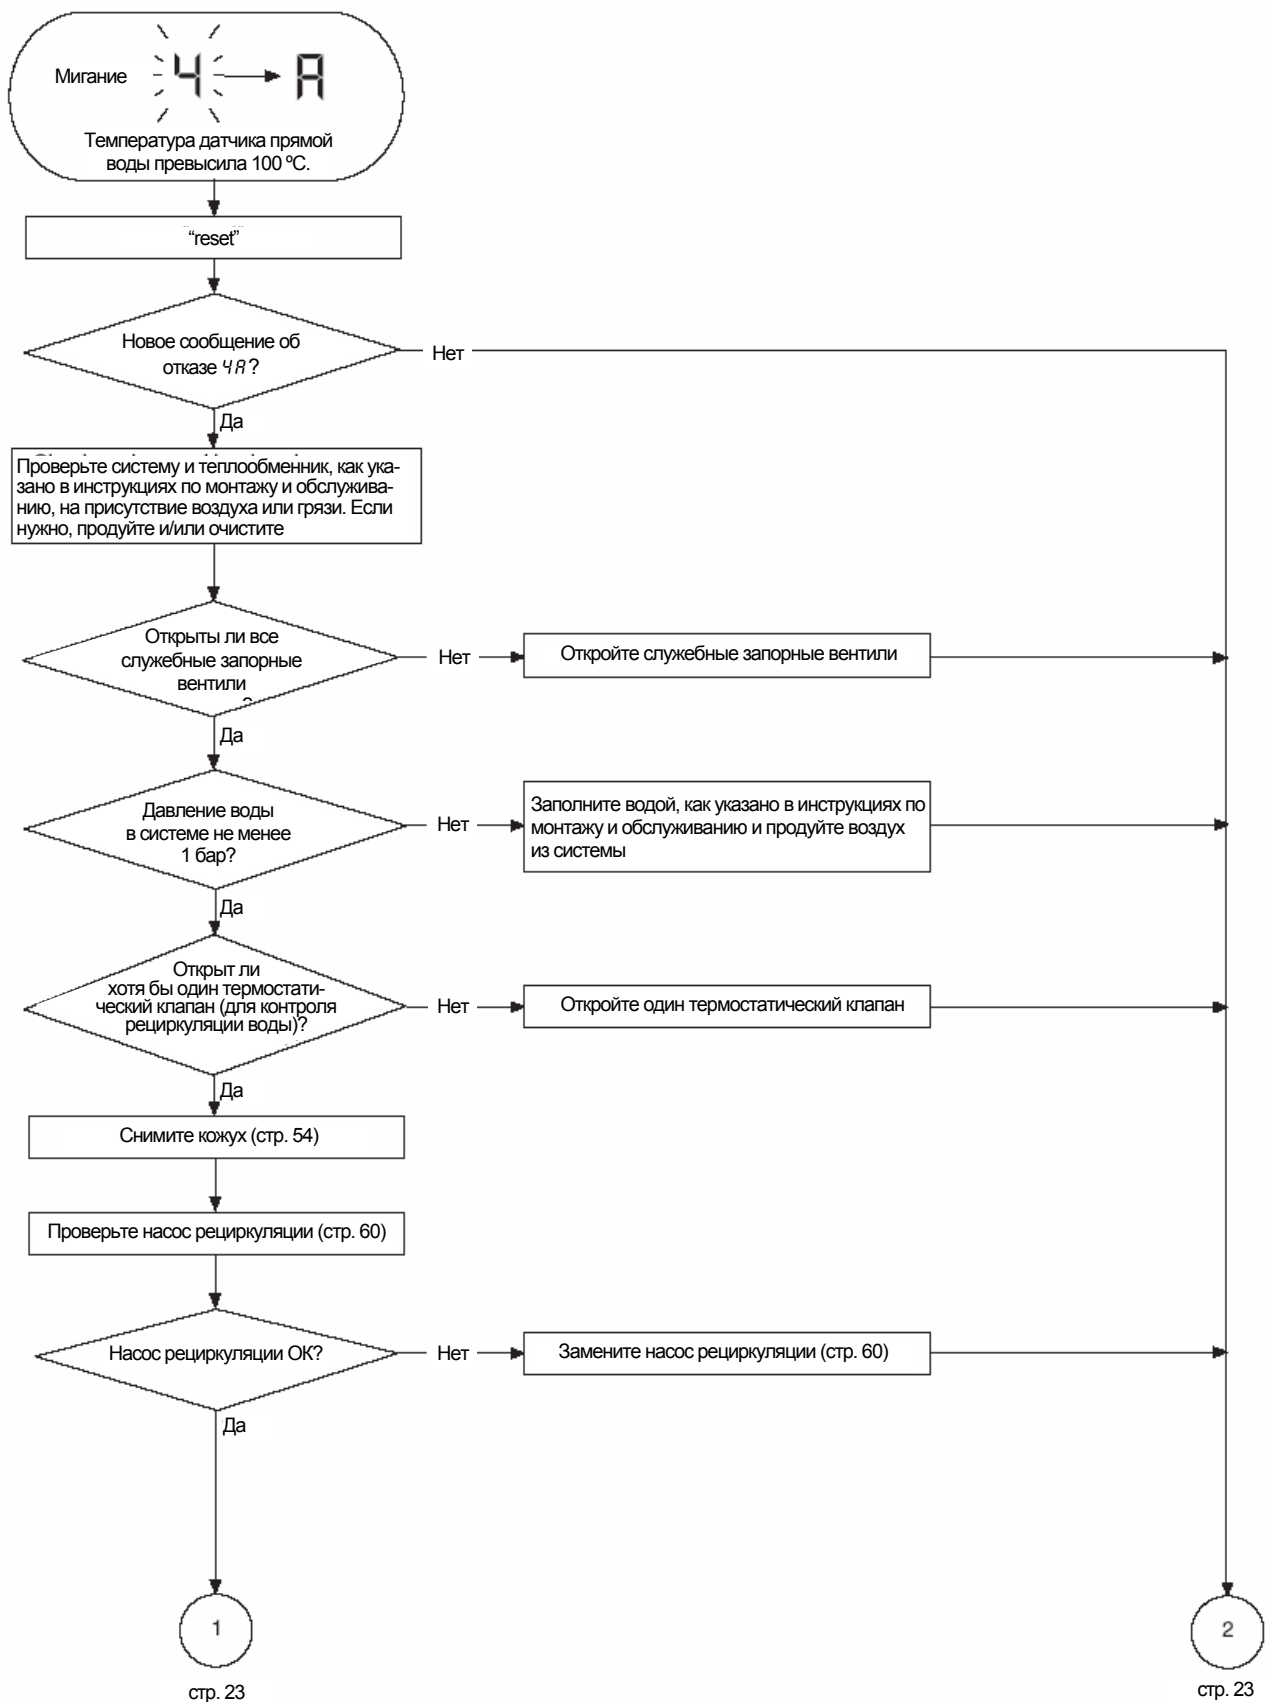 Мигание
4
A
Температура датчика прямой
воды превысила 100 ºC.
“reset”
Новое сообщение об
отказе 4A?
Нет
Да
Проверьте систему и теплообменник, как ука-
зано в инструкциях по монтажу и обслужива-
нию, на присутствие воздуха или грязи. Если
нужно, продуйте и/или очистите
Открыты ли все
служебные запорные
вентили
Нет
Откройте служебные запорные вентили
Да
Давление воды
в системе не менее
1 бар?
Нет
Заполните водой, как указано в инструкциях по
монтажу и обслуживанию и продуйте воздух
из системы
Да
Открыт ли
хотя бы один термостати-
ческий клапан (для контроля
рециркуляции воды)?
Нет
Откройте один термостатический клапан
Да
Снимите кожух (стр. 54)
Проверьте насос рециркуляции (стр. 60)
Насос рециркуляции ОК?
Нет
Замените насос рециркуляции (стр. 60)
Да
1
2
стр. 23
стр. 23